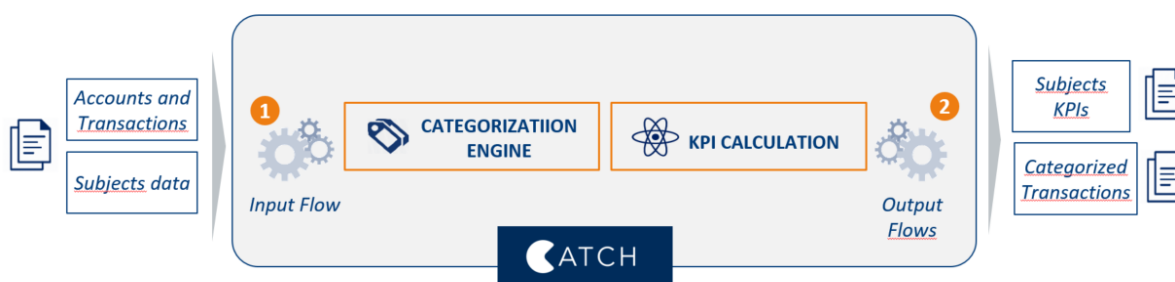 Accounts and
Transactions
Subjects data
1
Input Flow
CATEGORIZATIION
ENGINE
KPI CALCULATION
2
Output
Flows
CATCH
Subjects
KPIs
Categorized
Transactions